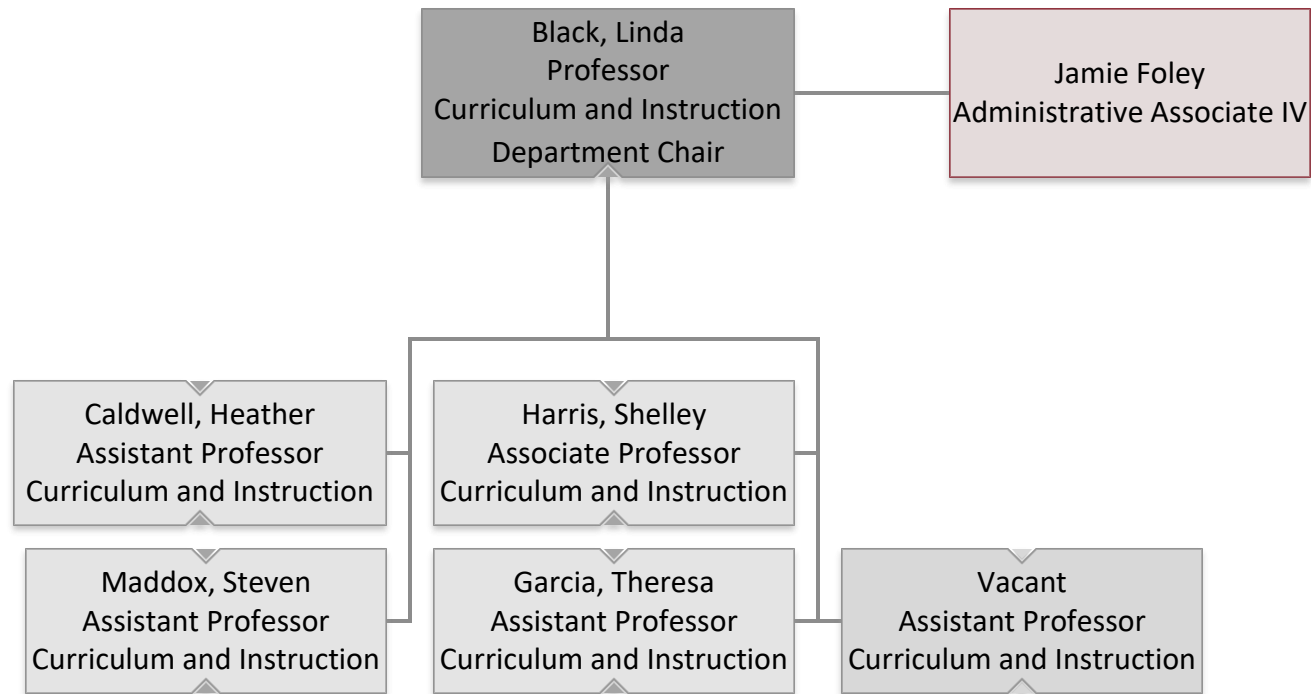 Black, Linda
Professor
Curriculum and Instruction
Department Chair
Jamie Foley
Administrative Associate IV
Caldwell, Heather
Assistant Professor
Curriculum and Instruction
Harris, Shelley
Associate Professor
Curriculum and Instruction
Maddox, Steven
Assistant Professor
Curriculum and Instruction
Garcia, Theresa
Assistant Professor
Curriculum and Instruction
Vacant
Assistant Professor
Curriculum and Instruction